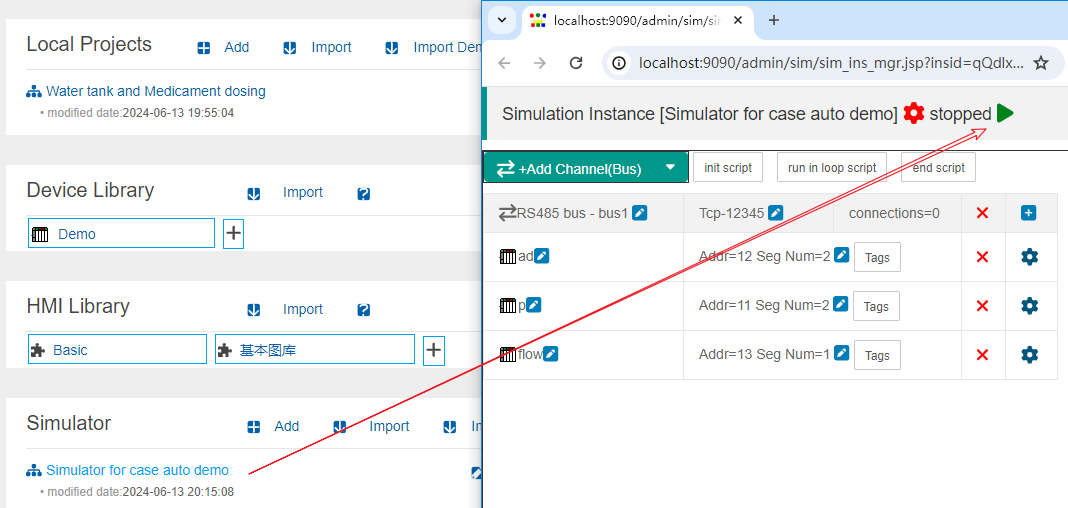 Local Projects
Add
Import
Import Den
Water tank and Medicament dosing
• modified date:2024-06-13 19:55:04
Device Library
Import
Demo
HMI Library
Import
Basic
基本图库
Simulator
Add
Import
Simulator for case auto demo
• modified date:2024-06-13 20:15:08
localhost:9090/admin/sim/si
localhost:9090/admin/sim/sim_ins_mgr.jsp?insid=qQdlx...
Simulation Instance [Simulator for case auto demo] stopped
+Add Channel(Bus)
init script
run in loop script
end script
RS485 bus - bus1
Tcp-12345
connections=0
ad
Addr=12 Seg Num=2
Tags
p
Addr=11 Seg Num=2
Tags
flow
Addr=13 Seg Num=1
Tags